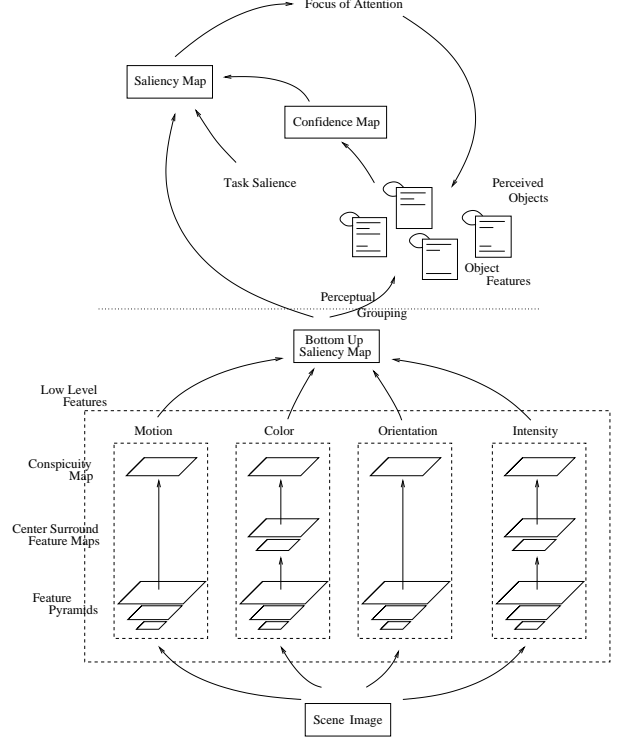 Focus of Attention
Saliency Map
Confidence Map
Task Salience
Perceived
Objects
Object
Features
Perceptual
Grouping
Bottom Up
Saliency Map
Low Level
Features
Motion
Color
Orientation
Intensity
Conspicuity
Map
Center Surround
Feature Maps
Feature
Pyramids
Scene Image